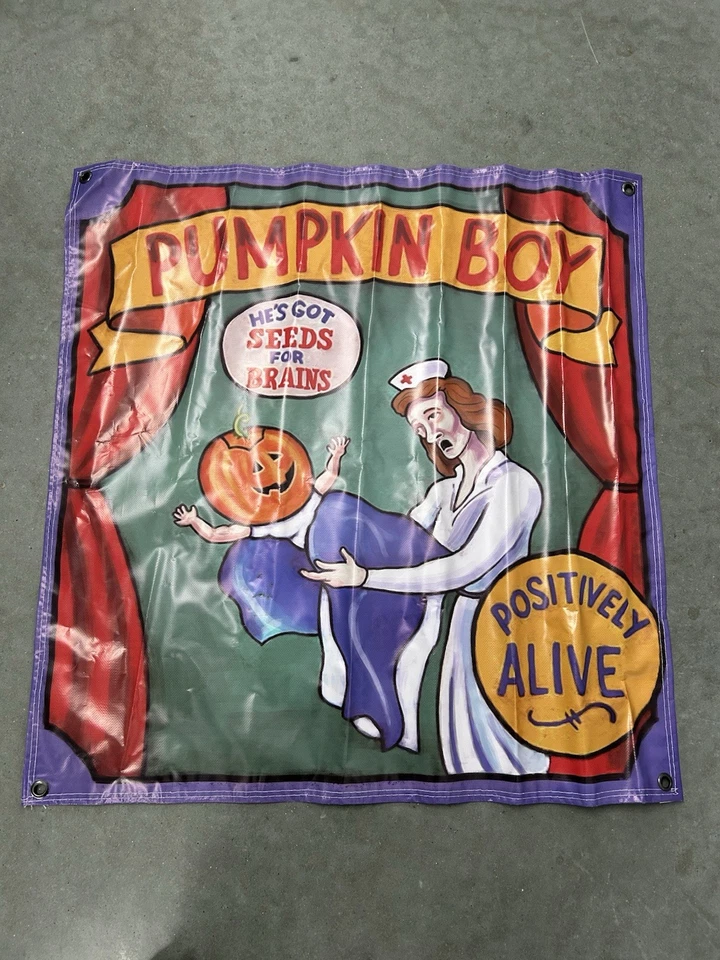 PUMPKIN BOY
HE'S GOT
SEEDS
FOR
BRAINS
POSITIVELY
ALIVE